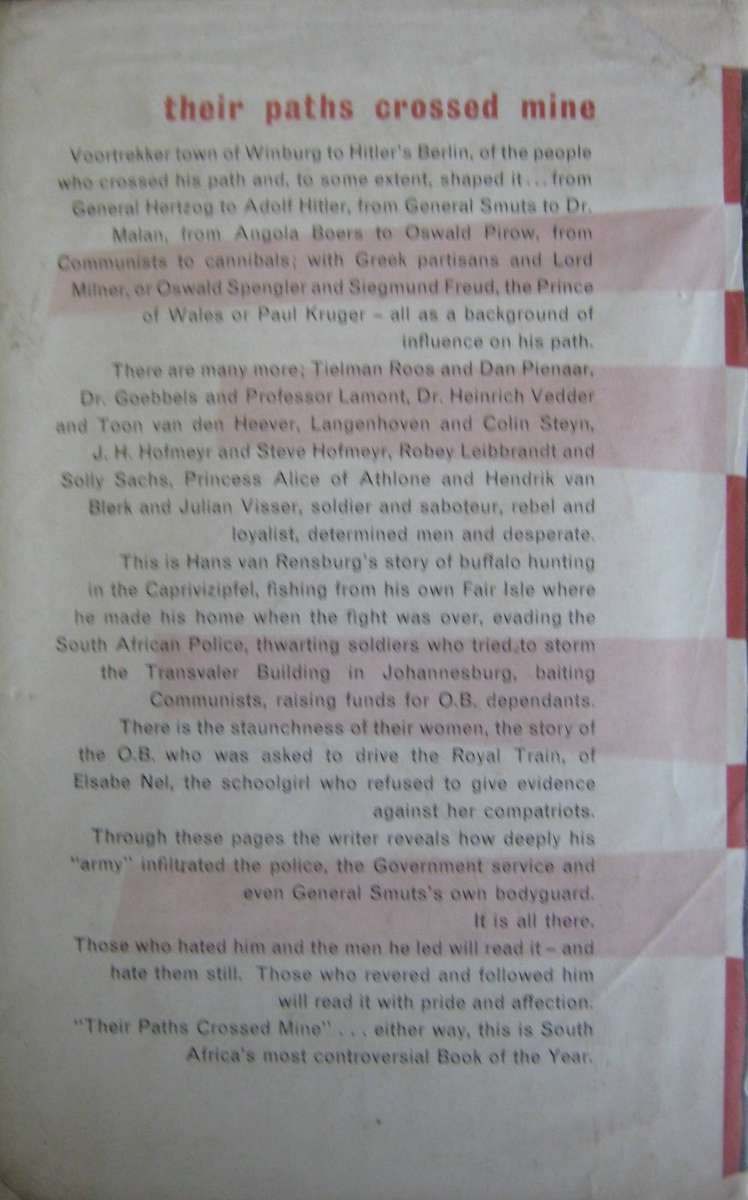 their paths crossed mine
Voortrekker town of Winburg to Hitler's Berlin, of the people
who crossed his path and, to some extent, shaped it... from
General Hertzog to Adolf Hitler, from General Smuts to Dr.
Malan, from Angola Boers to Oswald Pirow, from
Communists to cannibals; with Greek partisans and Lord
Milner, or Oswald Spengler and Siegmund Freud, the Prince
of Wales or Paul Kruger – all as a background of
influence on his path.
There are many more; Tielman Roos and Dan Pienaar,
Dr. Goebbels and Professor Lamont, Dr. Heinrich Vedder
and Toon van den Heever, Langenhoven and Colin Steyn,
J. H. Hofmeyr and Steve Hofmeyr, Robey Leibbrandt and
Solly Sachs, Princess Alice of Athlone and Hendrik van
Blerk and Julian Visser, soldier and saboteur, rebel and
loyalist, determined men and desperate.
This is Hans van Rensburg's story of buffalo hunting
in the Caprivizipfel, fishing from his own Fair Isle where
he made his home when the fight was over, evading the
South African Police, thwarting soldiers who tried to storm
the Transvaler Building in Johannesburg, baiting
Communists, raising funds for O.B. dependants.
There is the staunchness of their women, the story of
the O.B. who was asked to drive the Royal Train, of
Elsabe Nel, the schoolgirl who refused to give evidence
against her compatriots.
Through these pages the writer reveals how deeply his
"army" infiltrated the police, the Government service and
even General Smuts's own bodyguard.
It is all there.
Those who hated him and the men he led will read it – and
hate them still. Those who revered and followed him
will read it with pride and affection.
"Their Paths Crossed Mine" . . . either way, this is South
Africa's most controversial Book of the Year.